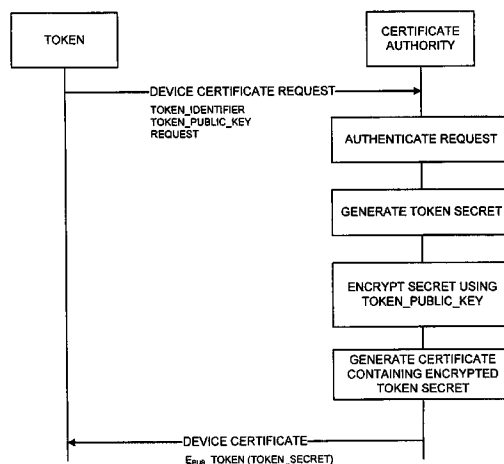 TOKEN
CERTIFICATE
AUTHORITY
DEVICE CERTIFICATE REQUEST
TOKEN_IDENTIFIER
TOKEN_PUBLIC_KEY
REQUEST
AUTHENTICATE REQUEST
GENERATE TOKEN SECRET
ENCRYPT SECRET USING
TOKEN_PUBLIC_KEY
GENERATE CERTIFICATE
CONTAINING ENCRYPTED
TOKEN SECRET
DEVICE CERTIFICATE
EPUB_TOKEN (TOKEN_SECRET)